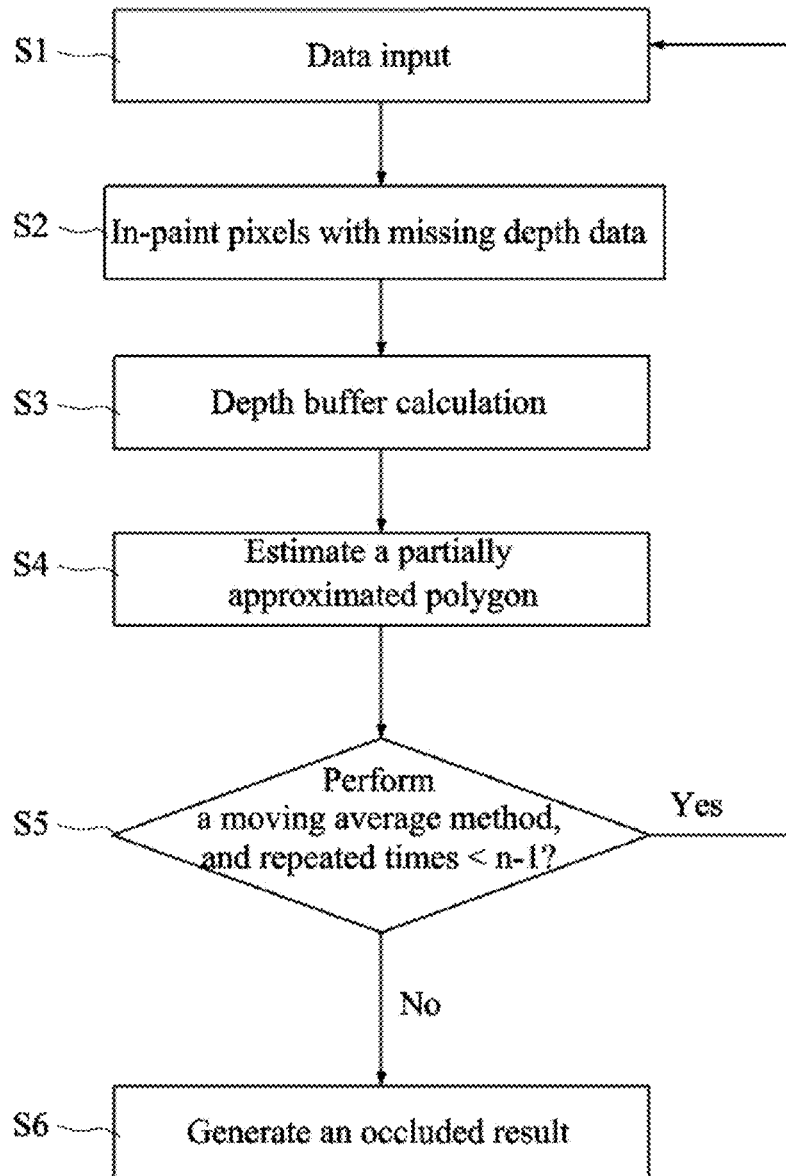 S1
Data input
S2
In-paint pixels with missing depth data
S3
Depth buffer calculation
S4
Estimate a partially
approximated polygon
S5
Perform
a moving average method,
and repeated times < n-1?
Yes
No
S6
Generate an occluded result